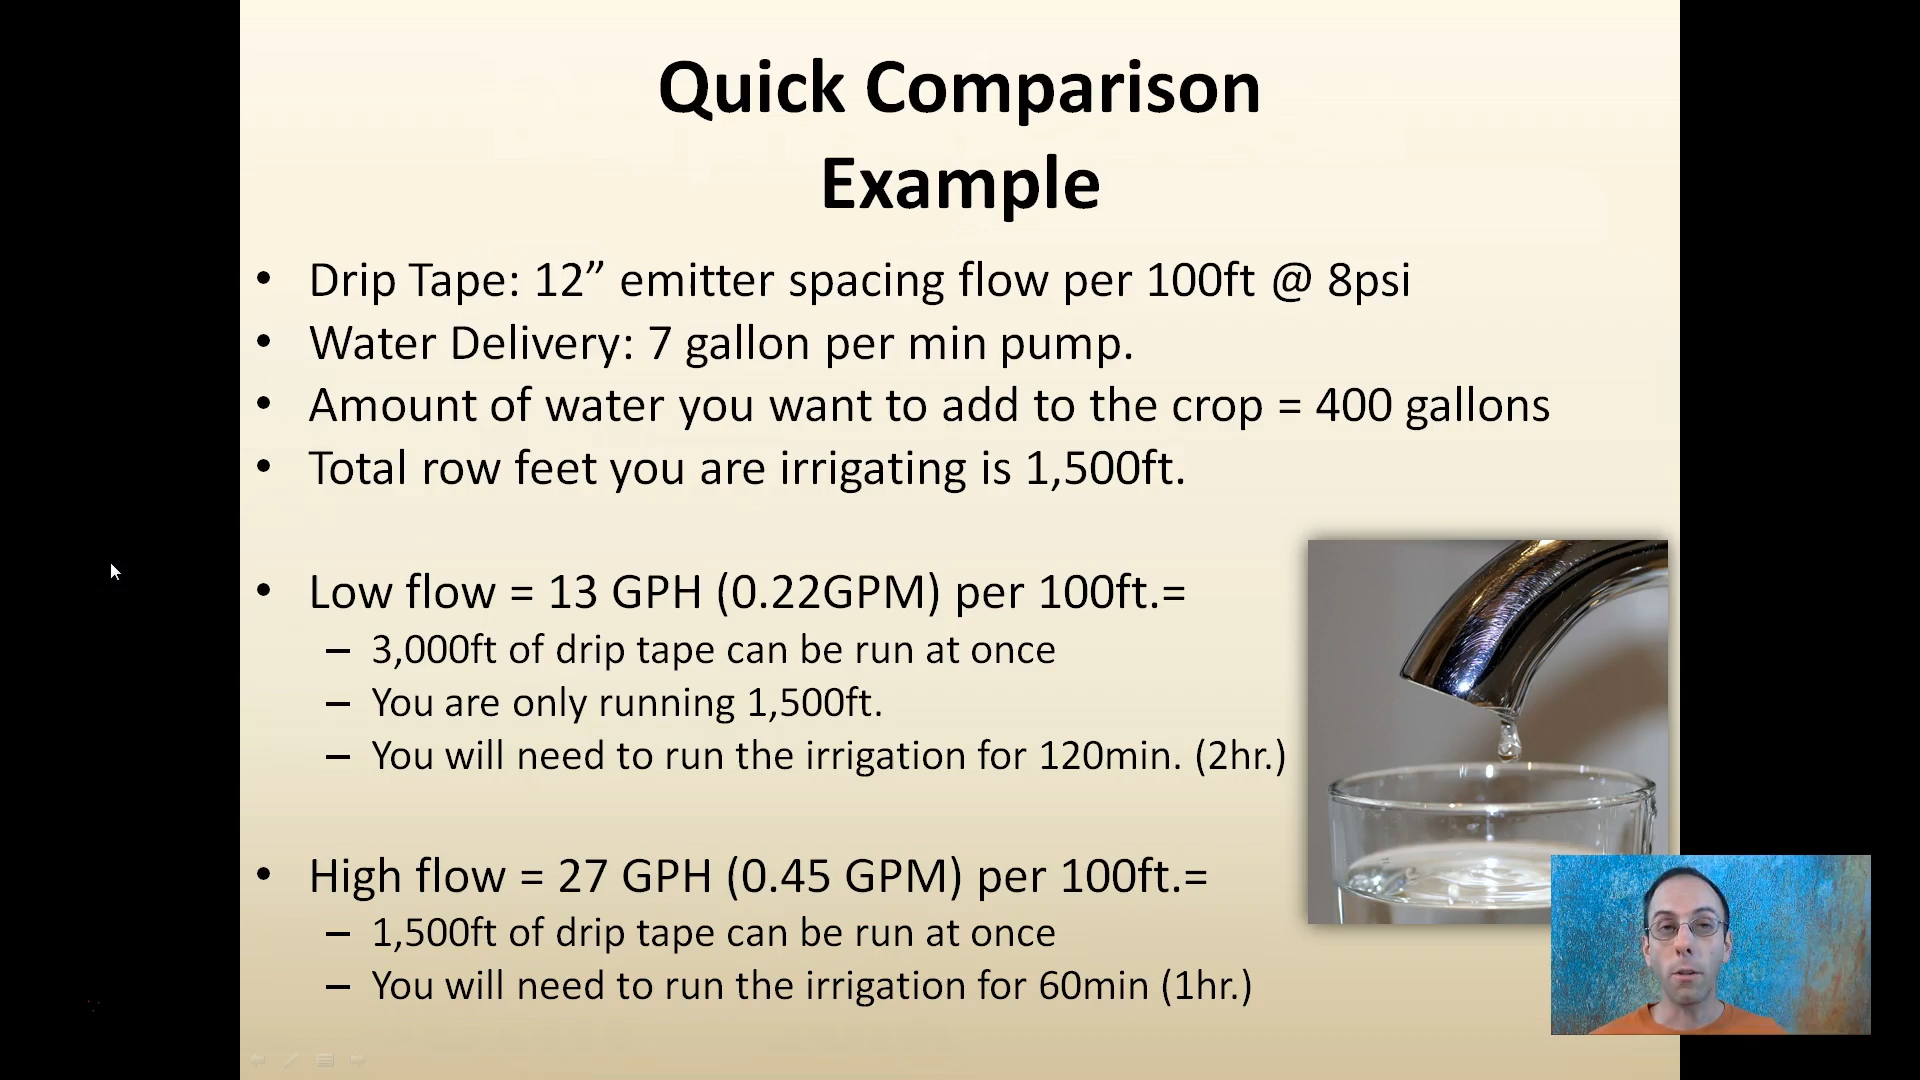 Quick Comparison
Example
• Drip Tape: 12” emitter spacing flow per 100ft @ 8psi
• Water Delivery: 7 gallon per min pump.
• Amount of water you want to add to the crop = 400 gallons
• Total row feet you are irrigating is 1,500ft.
• Low flow = 13 GPH (0.22GPM) per 100ft.=
– 3,000ft of drip tape can be run at once
– You are only running 1,500ft.
– You will need to run the irrigation for 120min. (2hr.)
• High flow = 27 GPH (0.45 GPM) per 100ft.=
– 1,500ft of drip tape can be run at once
– You will need to run the irrigation for 60min (1hr.)